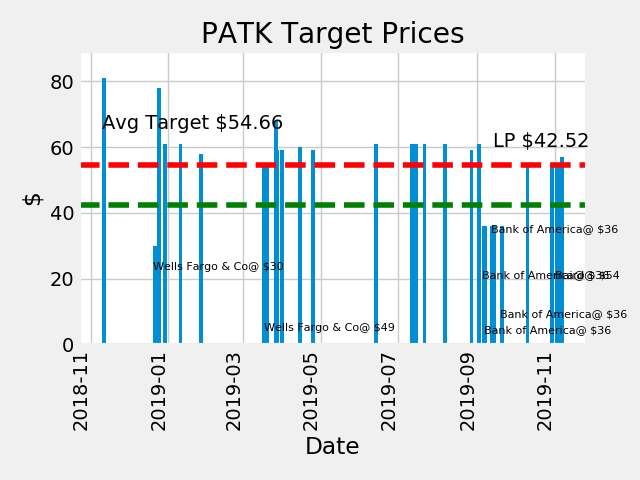 PATK Target Prices
80
Avg Target $54.66
LP $42.52
60
$
40
Bank of America@ $36
Wells Fargo & Co@ $30
20
Bank of America@ $36
Baird@ $54
Bank of America@ $36
Wells Fargo & Co@ $49
Bank of America@ $36
0
2018-11
2019-01
2019-03
2019-05
2019-07
2019-09
2019-11
Date